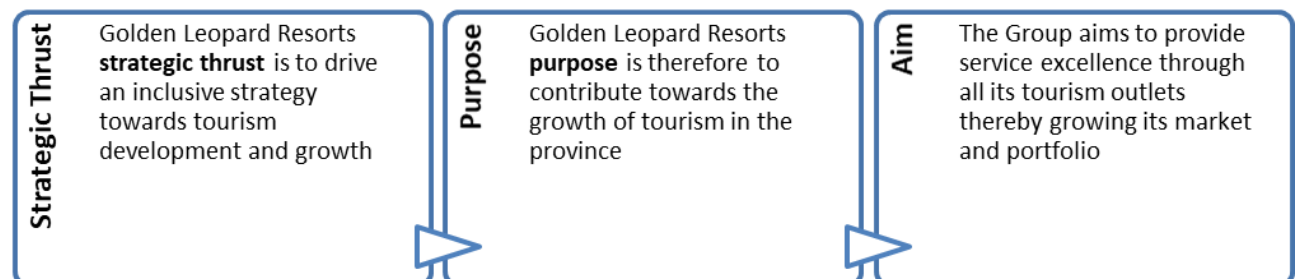 Strategic Thrust
Golden Leopard Resorts
strategic thrust is to drive
an inclusive strategy
towards tourism
development and growth
Purpose
Golden Leopard Resorts
purpose is therefore to
contribute towards the
growth of tourism in the
province
Aim
The Group aims to provide
service excellence through
all its tourism outlets
thereby growing its market
and portfolio